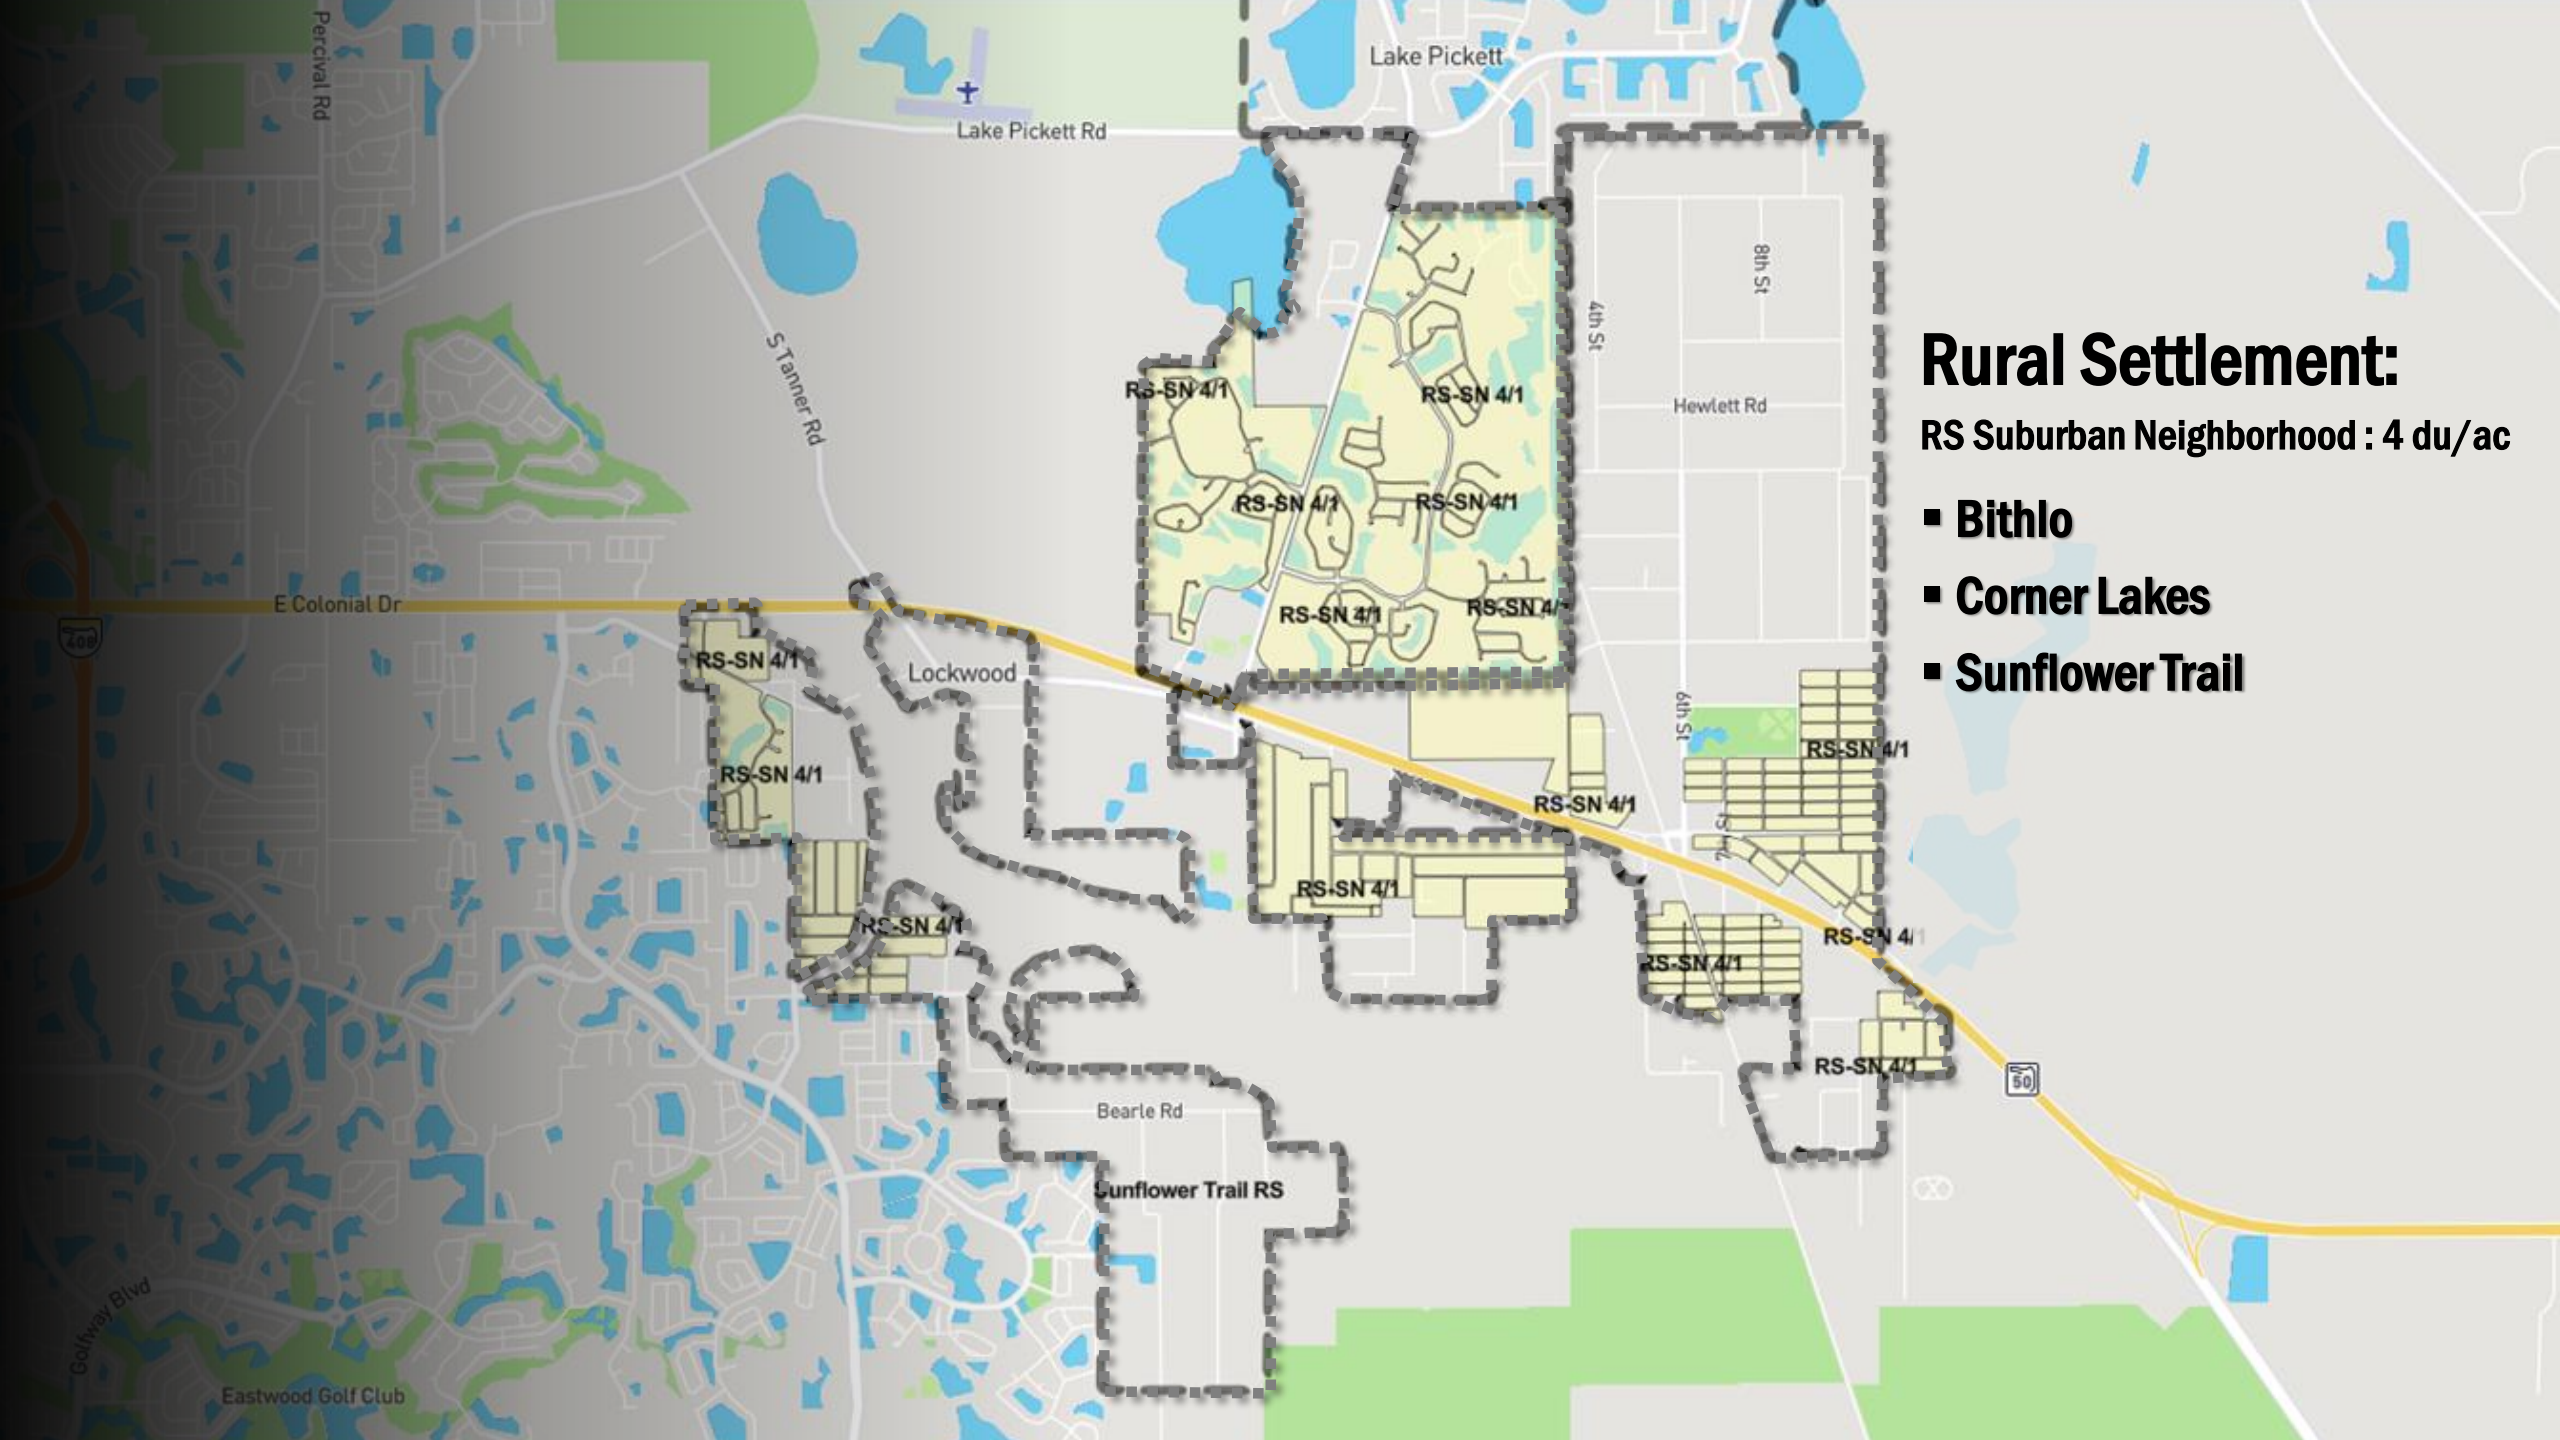 Percival Rd
Lake Pickett
Lake Pickett Rd
8th St
4th St
S Tanner Rd
Rural Settlement:
RS-SN 4/1
RS-SN 4/1
Hewlett Rd
RS Suburban Neighborhood : 4 du/ac
RS-SN 4/1
RS-SN 4/1
▪ Bithlo
E Colonial Dr
▪ Corner Lakes
RS-SN 4/1
RS-SN 4/
408
RS-SN 4/1
Lockwood
▪ Sunflower Trail
6th St
RS-SN 4/1
RS-SN 4/1
RS-SN 4/1
RS-SN 4/1
RS-SN 4/1
RS-SN 4/1
RS-SN 4/1
RS-SN 4/1
50
Bearle Rd
Sunflower Trail RS
Golfway Blvd
Eastwood Golf Club